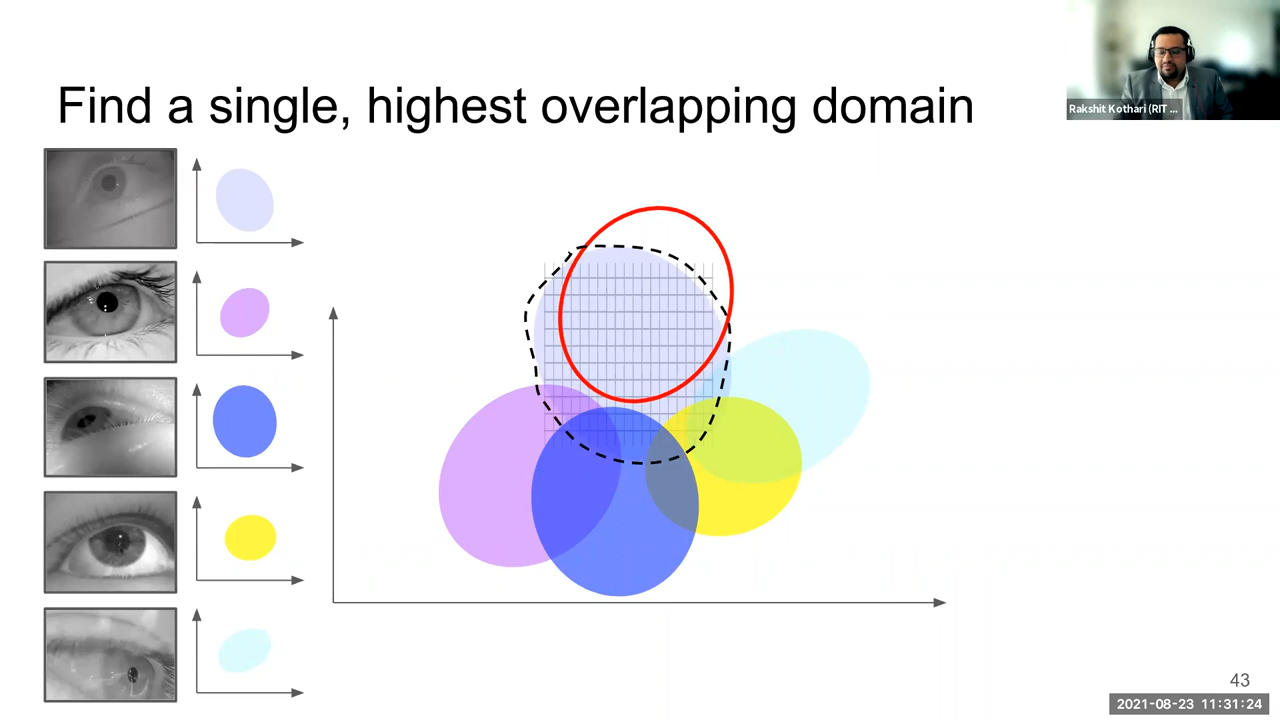 Find a single, highest overlapping domain
Rakshit Kothari (RIT ...
43
2021-08-23 11:31:24